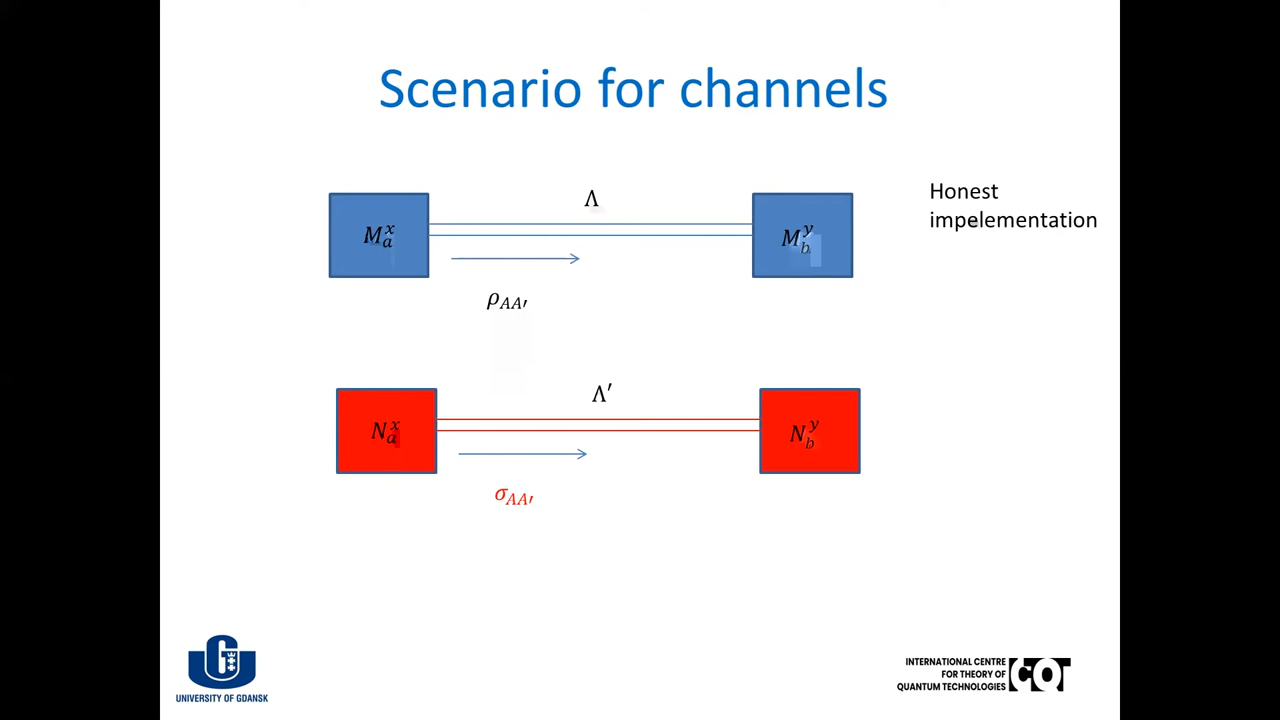 Scenario for channels
Λ
Honest
impelementation
M_a^x
M_b^y
ρ_AA′
Λ′
N_a^x
N_b^y
σ_AA′
UNIVERSITY OF GDANSK
INTERNATIONAL CENTRE
FOR THEORY OF
QUANTUM TECHNOLOGIES